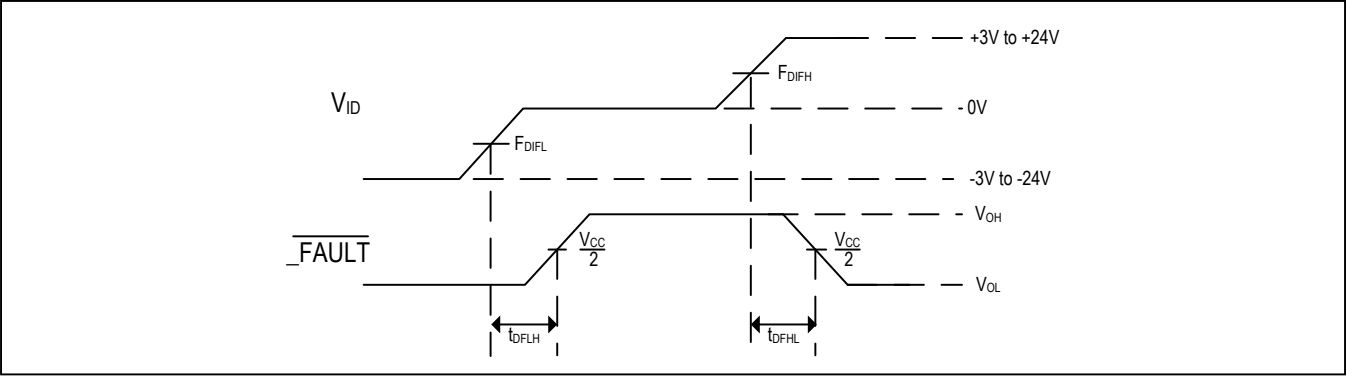 +3V to +24V
FDIFH
VID
0V
FDIFL
-3V to -24V
VOH
_FAULT
VCC
2
VCC
2
VOL
tDFLH
tDFHL